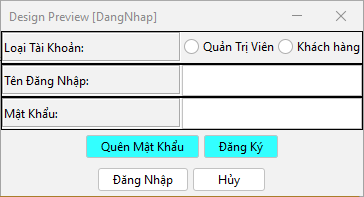 Design Preview [DangNhap]
Loại Tài Khoản: Quản Trị Viên Khách hàng
Tên Đăng Nhập:
Mật Khẩu:
Quên Mật Khẩu Đăng Ký
Đăng Nhập Hủy